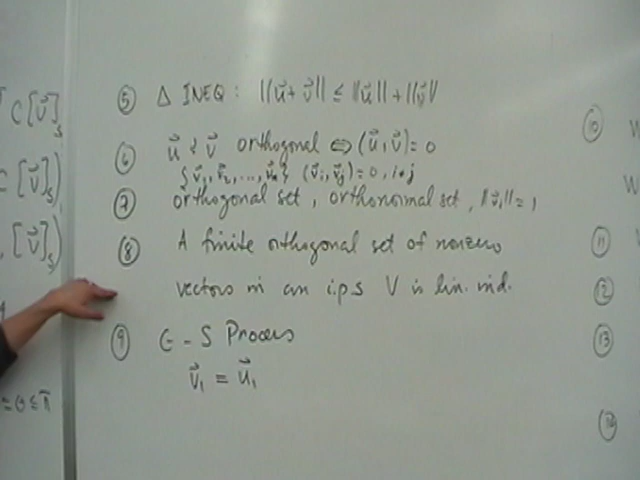 C[v⃗]s
C[v⃗]s)
, [v⃗]s)
= θ ≤ π
⑤ Δ INEQ: ||u⃗ + v⃗|| ≤ ||u⃗|| + ||v⃗||
⑥ u⃗ & v⃗ orthogonal ⇔ (u⃗, v⃗) = 0
{v⃗₁, v⃗₂, ..., v⃗ₙ} (v⃗ᵢ, v⃗ⱼ) = 0, i≠j
⑦ orthogonal set, orthonormal set, ||v⃗ᵢ|| = 1
⑧ A finite orthogonal set of nonzero
vectors in an i.p.s V is lin. ind.
⑨ G-S Process
v⃗₁ = u⃗₁
⑩
⑪
⑫
⑬